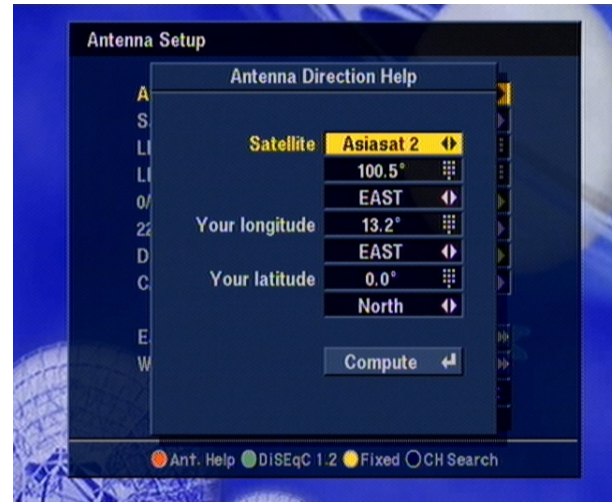 Antenna Setup
Antenna Direction Help
Satellite Asiasat 2
100.5°
EAST
Your longitude 13.2°
EAST
Your latitude 0.0°
North
Compute
Ant. Help DiSEqC 1.2 Fixed CH Search